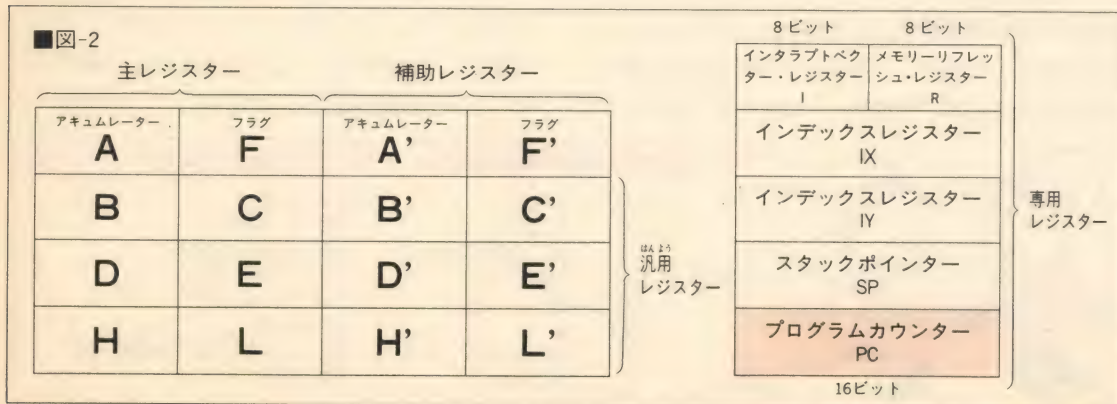 ■図-2
主レジスター 補助レジスター
アキュムレーター フラグ アキュムレーター フラグ
A F A' F'
B C B' C'
D E D' E'
H L H' L'
はんよう
汎用
レジスター
8ビット 8ビット
インタラプトベク メモリーリフレッ
ター・レジスター シュ・レジスター
I R
インデックスレジスター
IX
インデックスレジスター
IY
スタックポインター
SP
プログラムカウンター
PC
16ビット
専用
レジスター